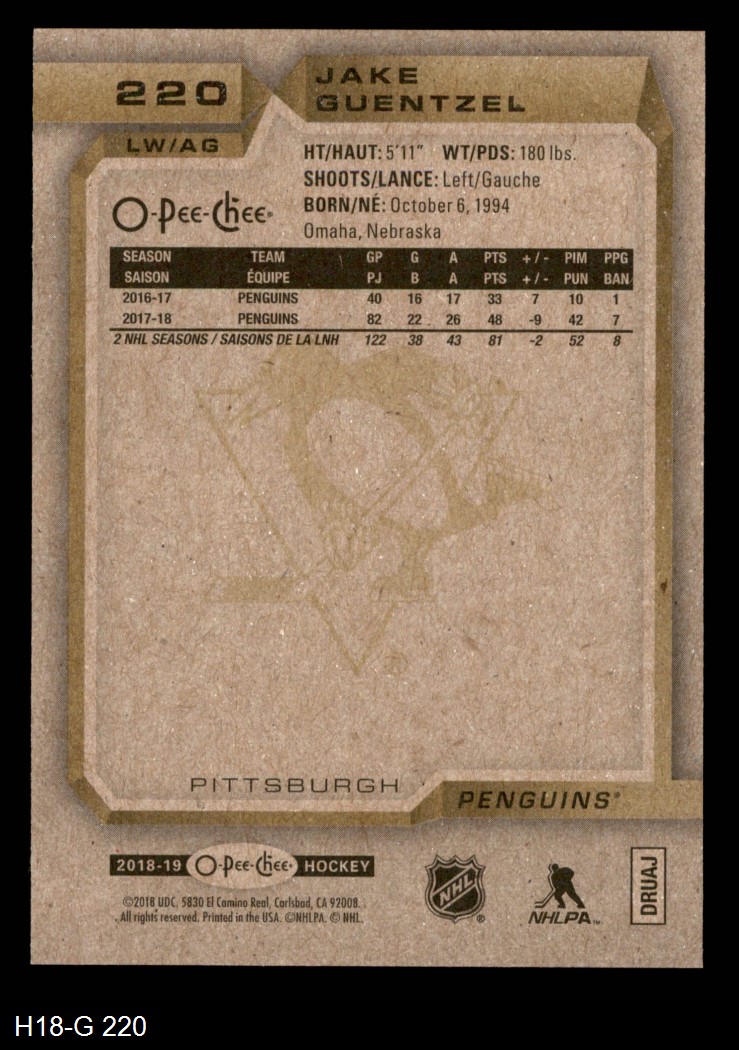 220
JAKE
GUENTZEL
LW/AG
HT/HAUT: 5'11" WT/PDS: 180 lbs.
SHOOTS/LANCE: Left/Gauche
BORN/NÉ: October 6, 1994
Omaha, Nebraska
O-Pee-Chee®
SEASON TEAM GP G A PTS +/- PIM PPG
SAISON ÉQUIPE PJ B A PTS +/- PUN BAN
2016-17 PENGUINS 40 16 17 33 7 10 1
2017-18 PENGUINS 82 22 26 48 -9 42 7
2 NHL SEASONS / SAISONS DE LA LNH 122 38 43 81 -2 52 8
PITTSBURGH
PENGUINS®
2018-19 O-Pee-Chee® HOCKEY
©2018 UDC, 5830 El Camino Real, Carlsbad, CA 92008.
All rights reserved. Printed in the USA. ©NHLPA. © NHL.
NHL ®
NHLPA™
DRUAJ
H18-G 220